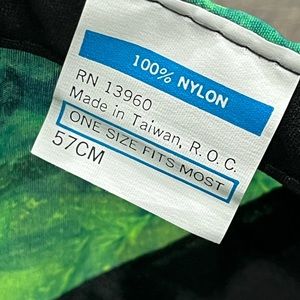 100% NYLON
RN 13960
Made in Taiwan, R.O.C.
ONE SIZE FITS MOST
57CM